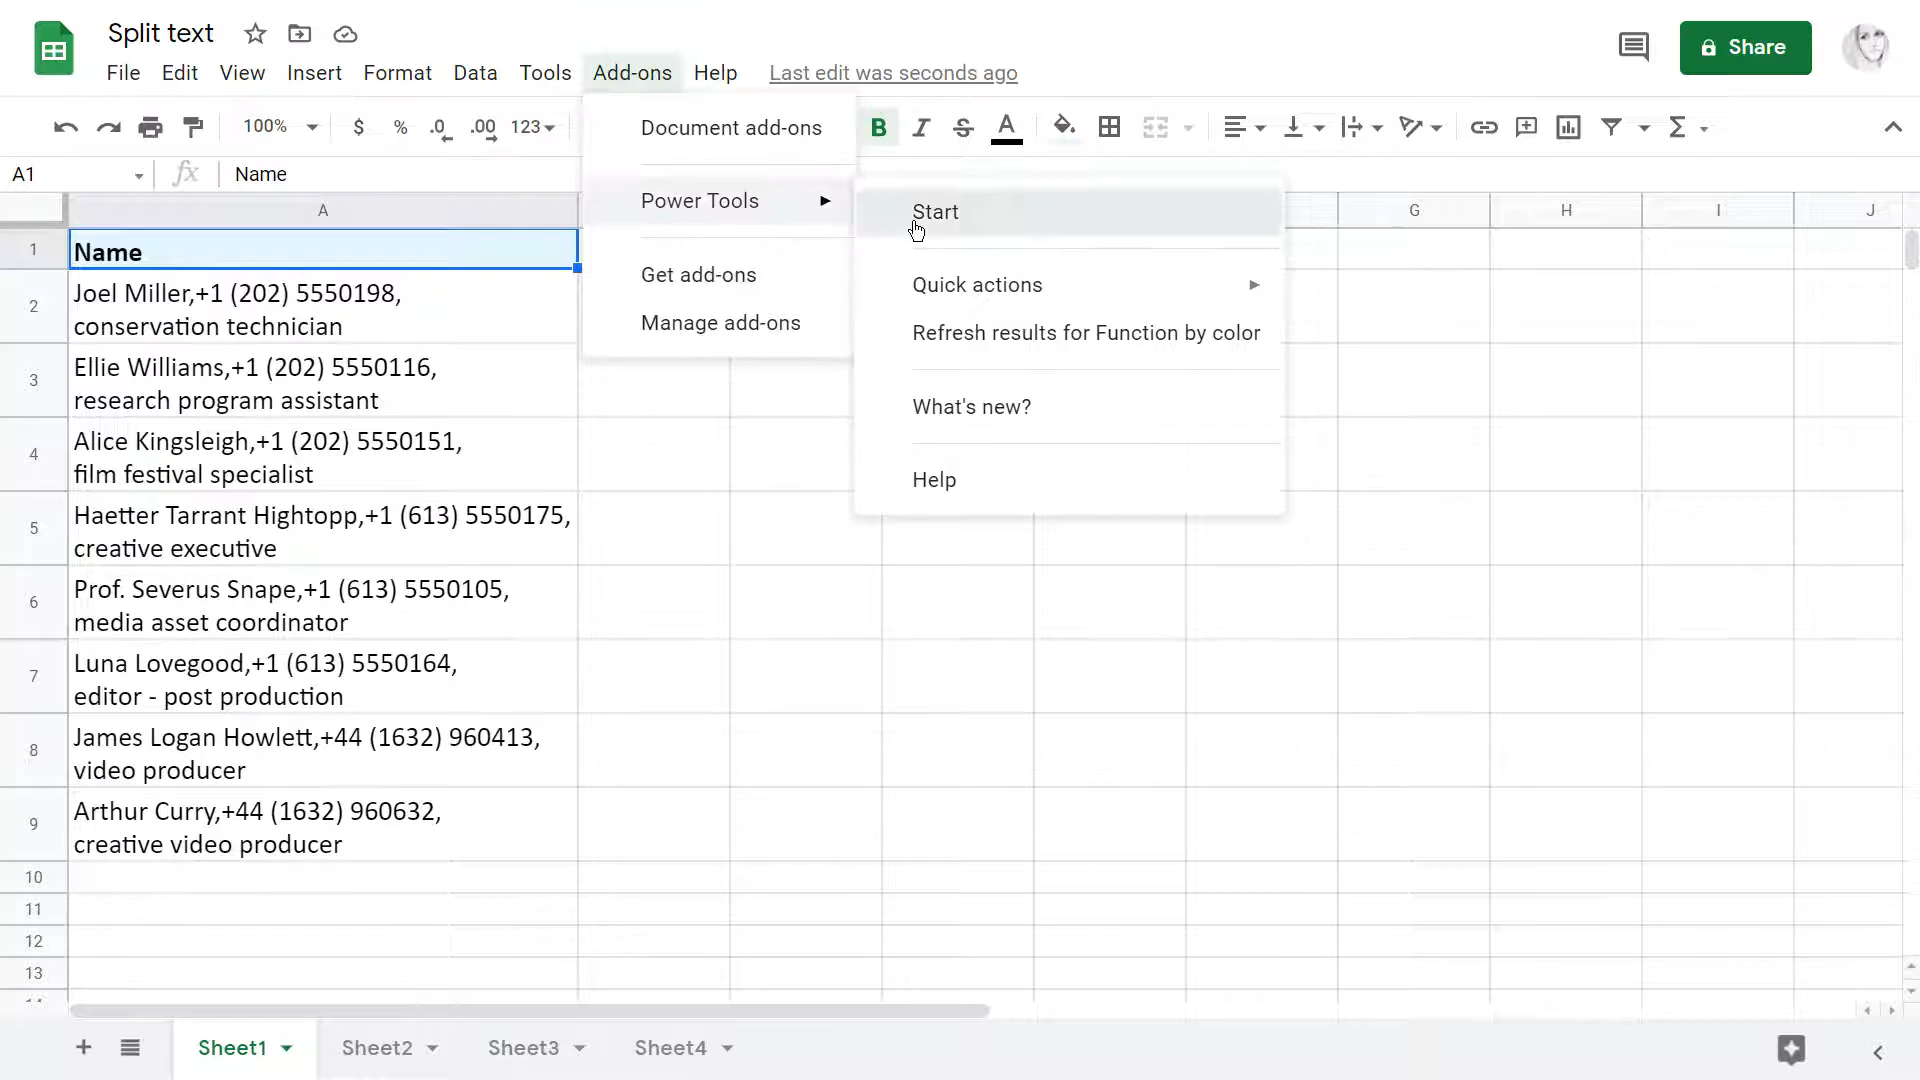 Split text
File Edit View Insert Format Data Tools Add-ons Help Last edit was seconds ago
Share
100% $ % .0 .00 123 B I S A Σ
A1 fx Name
Document add-ons
Power Tools
Get add-ons
Manage add-ons
Start
Quick actions
Refresh results for Function by color
What's new?
Help
A G H I J
1 Name
2 Joel Miller,+1 (202) 5550198,
conservation technician
3 Ellie Williams,+1 (202) 5550116,
research program assistant
4 Alice Kingsleigh,+1 (202) 5550151,
film festival specialist
5 Haetter Tarrant Hightopp,+1 (613) 5550175,
creative executive
6 Prof. Severus Snape,+1 (613) 5550105,
media asset coordinator
7 Luna Lovegood,+1 (613) 5550164,
editor - post production
8 James Logan Howlett,+44 (1632) 960413,
video producer
9 Arthur Curry,+44 (1632) 960632,
creative video producer
10
11
12
13
Sheet1 Sheet2 Sheet3 Sheet4